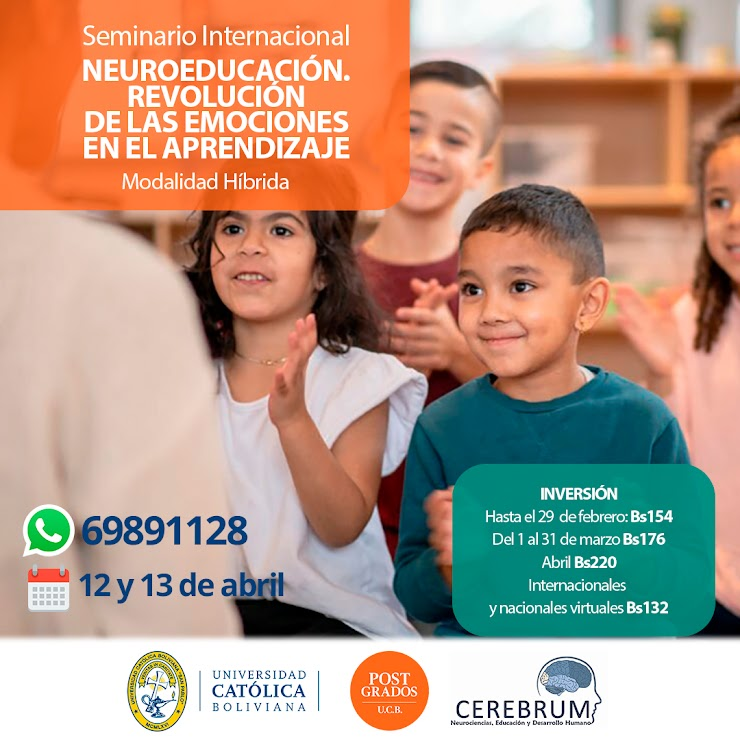 Seminario Internacional
NEUROEDUCACIÓN.
REVOLUCIÓN
DE LAS EMOCIONES
EN EL APRENDIZAJE
Modalidad Híbrida
69891128
12 y 13 de abril
INVERSIÓN
Hasta el 29 de febrero: Bs154
Del 1 al 31 de marzo Bs176
Abril Bs220
Internacionales
y nacionales virtuales Bs132
UNIVERSIDAD
CATÓLICA
BOLIVIANA
POST
GRADOS
U.C.B.
CEREBRUM
Neurociencias, Educación y Desarrollo Humano